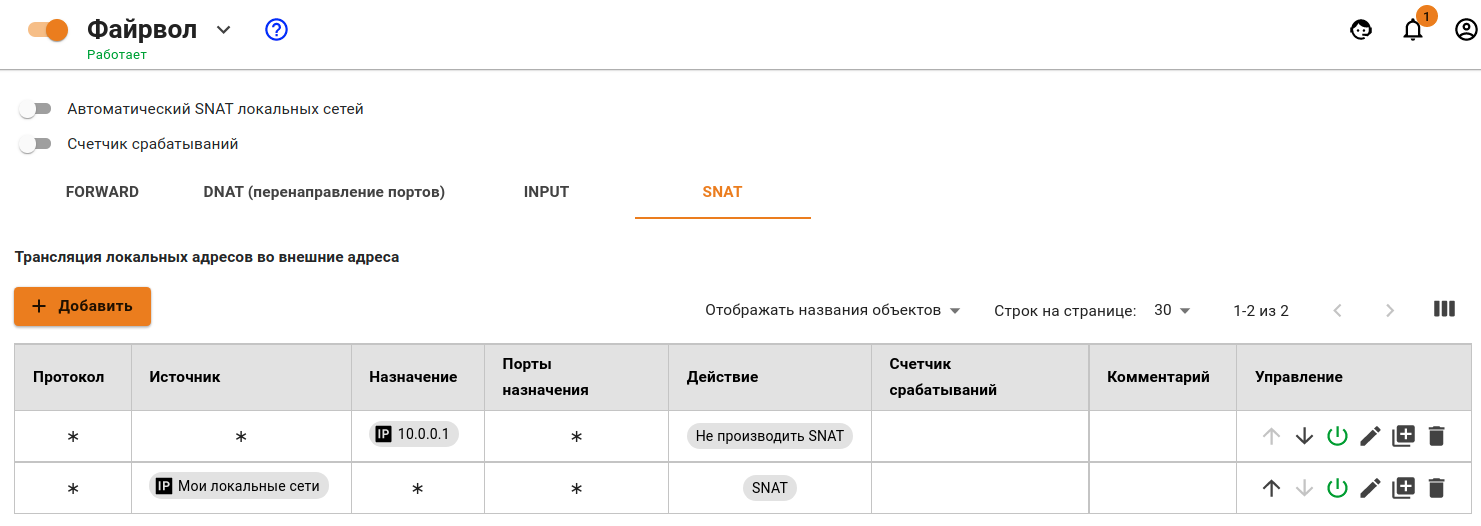 Файрвол
1
Работает
Автоматический SNAT локальных сетей
Счетчик срабатываний
FORWARD DNAT (перенаправление портов) INPUT SNAT
Трансляция локальных адресов во внешние адреса
+ Добавить Отображать названия объектов Строк на странице: 30 1-2 из 2
Протокол Источник Назначение Порты назначения Действие Счетчик срабатываний Комментарий Управление
* * IP 10.0.0.1 * Не производить SNAT
* IP Мои локальные сети * * SNAT